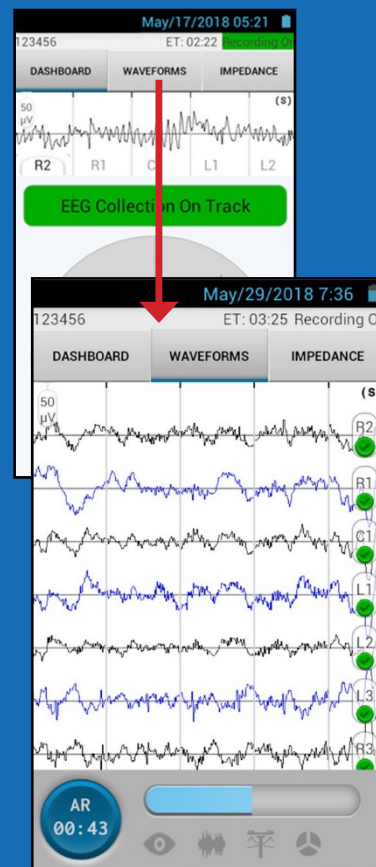 May/17/2018 05:21
123456 ET: 02:22 Recording On
DASHBOARD WAVEFORMS IMPEDANCE
50 µV (S)
R2 R1 L1 L2
EEG Collection On Track
May/29/2018 7:36
123456 ET: 03:25 Recording O
DASHBOARD WAVEFORMS IMPEDANCE
(S
50
µV
R2
R1
C1
L1
L2
L3
R3
AR
00:43